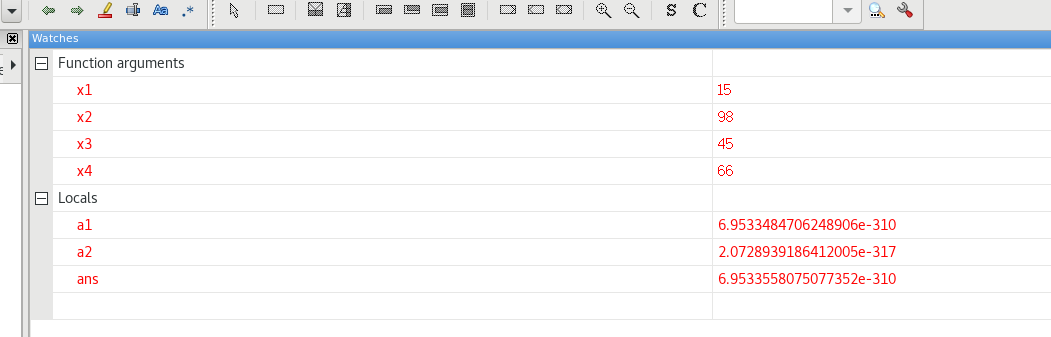 Aa .*
S C
Watches
Function arguments
x1 15
x2 98
x3 45
x4 66
Locals
a1 6.9533484706248906e-310
a2 2.0728939186412005e-317
ans 6.9533558075077352e-310